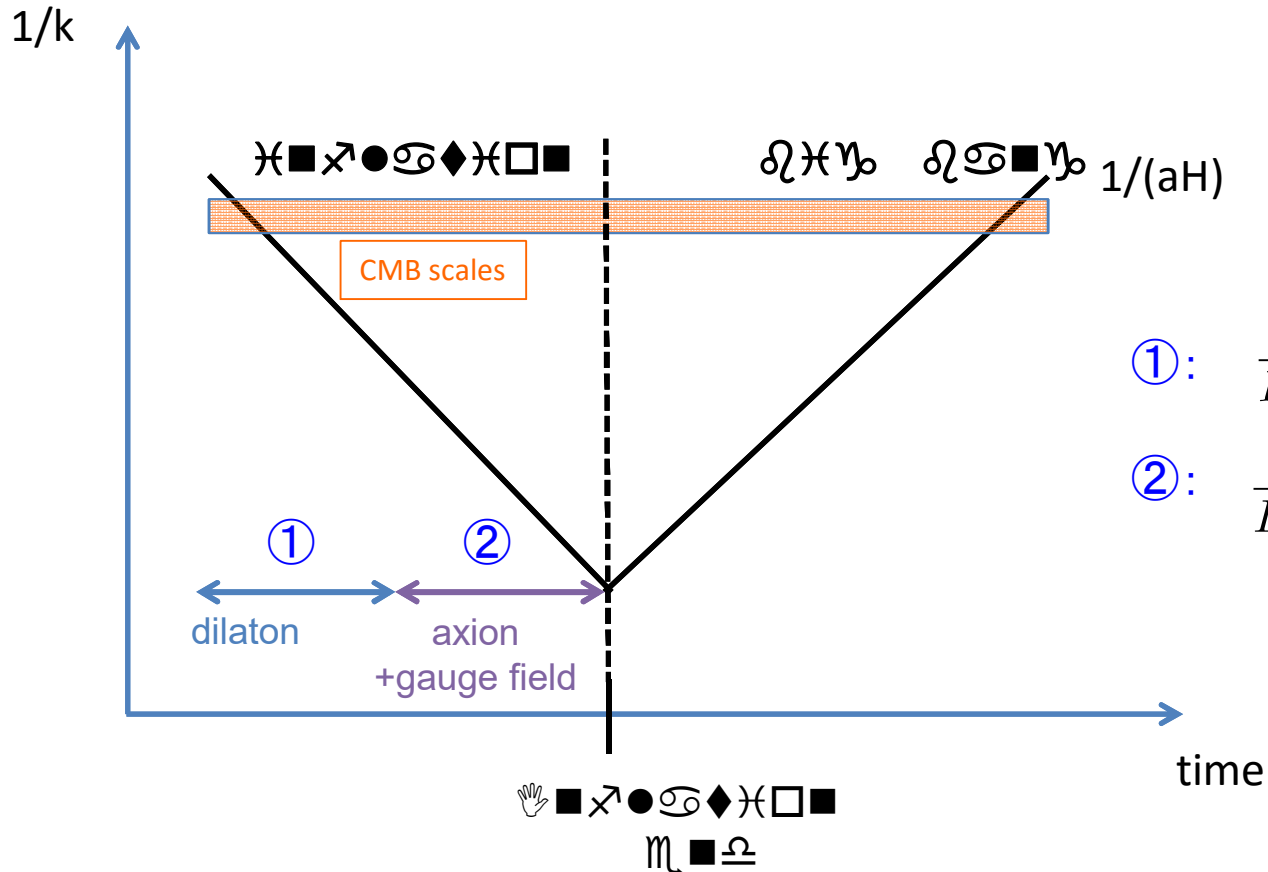 1/k
♓■♐●♋♦♓□■
♌♓♑ ♌♋■♑
1/(aH)
CMB scales
①:
②:
① ②
dilaton
axion
+gauge field
time
🖐■♐●♋♦♓□■
♏■♎